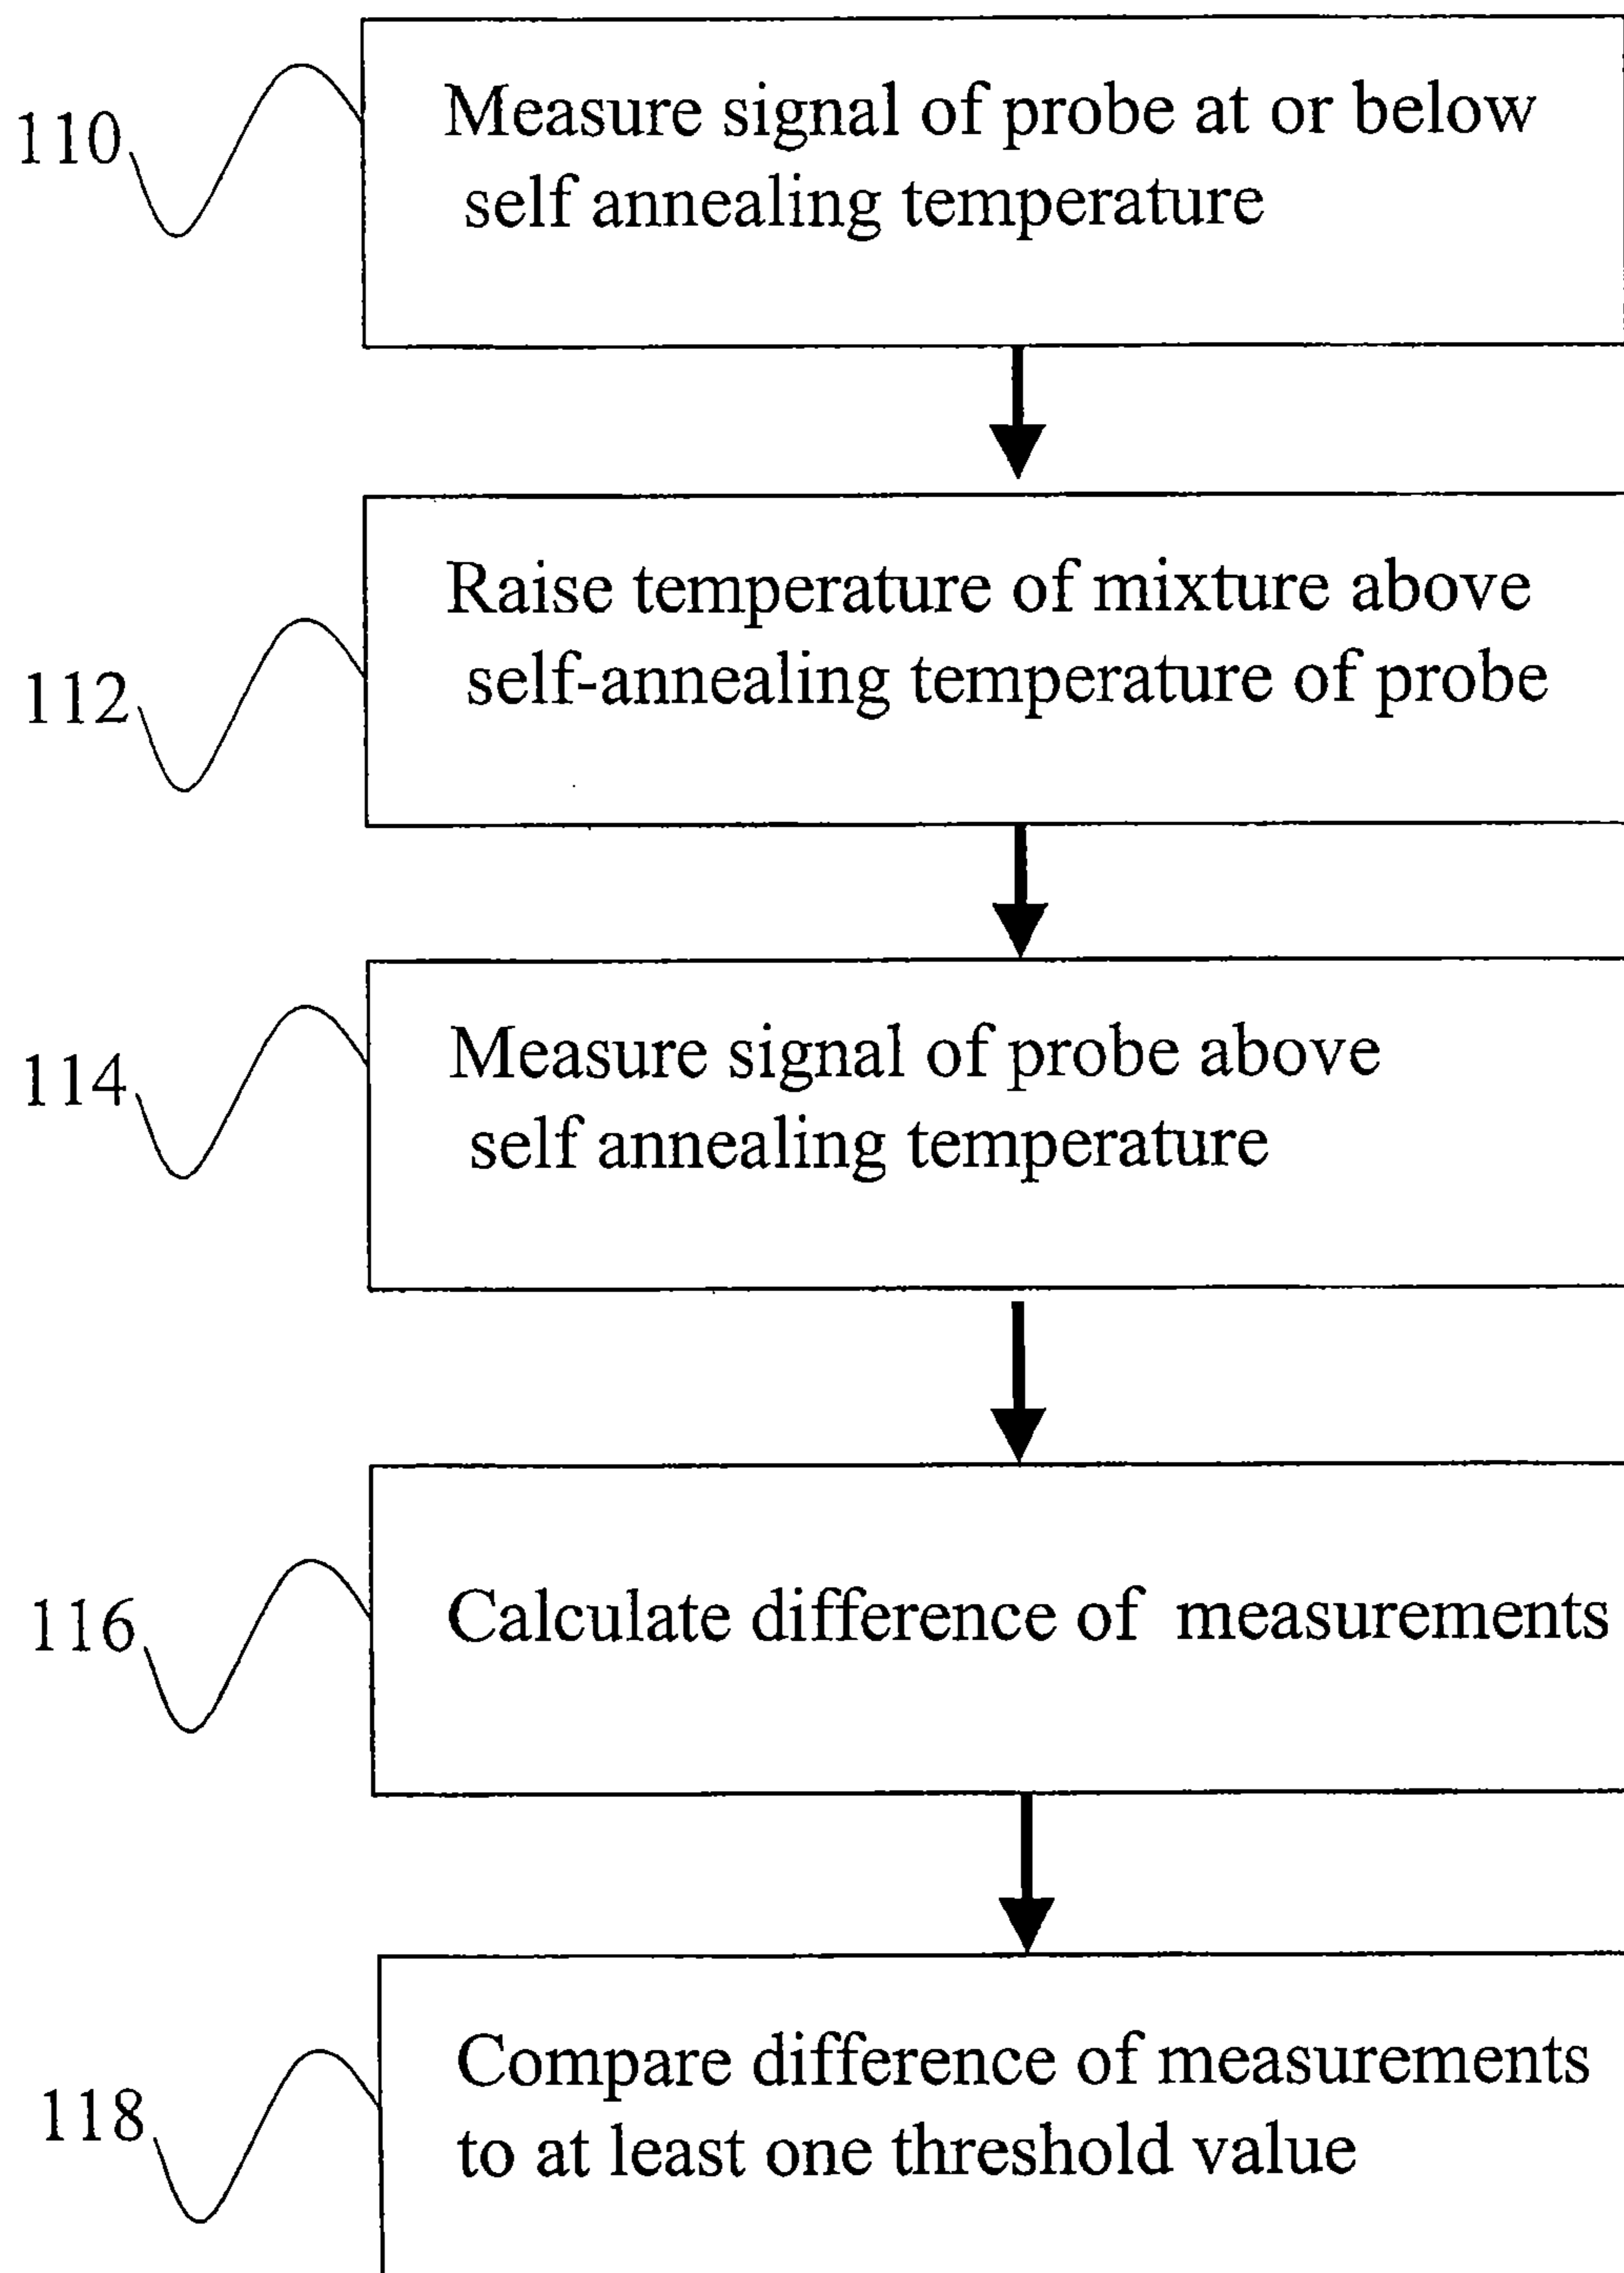 110
Measure signal of probe at or below
self annealing temperature
112
Raise temperature of mixture above
self-annealing temperature of probe
114
Measure signal of probe above
self annealing temperature
116
Calculate difference of measurements
118
Compare difference of measurements
to at least one threshold value